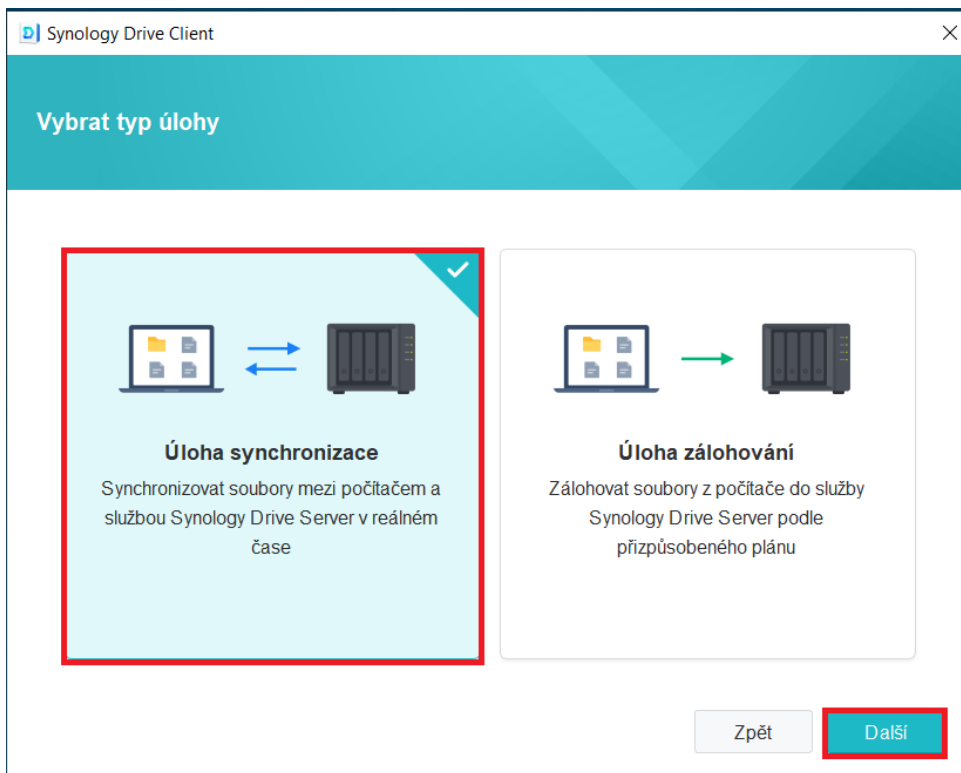 Synology Drive Client
Vybrat typ úlohy
Úloha synchronizace
Synchronizovat soubory mezi počítačem a
službou Synology Drive Server v reálném
čase
Úloha zálohování
Zálohovat soubory z počítače do služby
Synology Drive Server podle
přizpůsobeného plánu
Zpět
Další